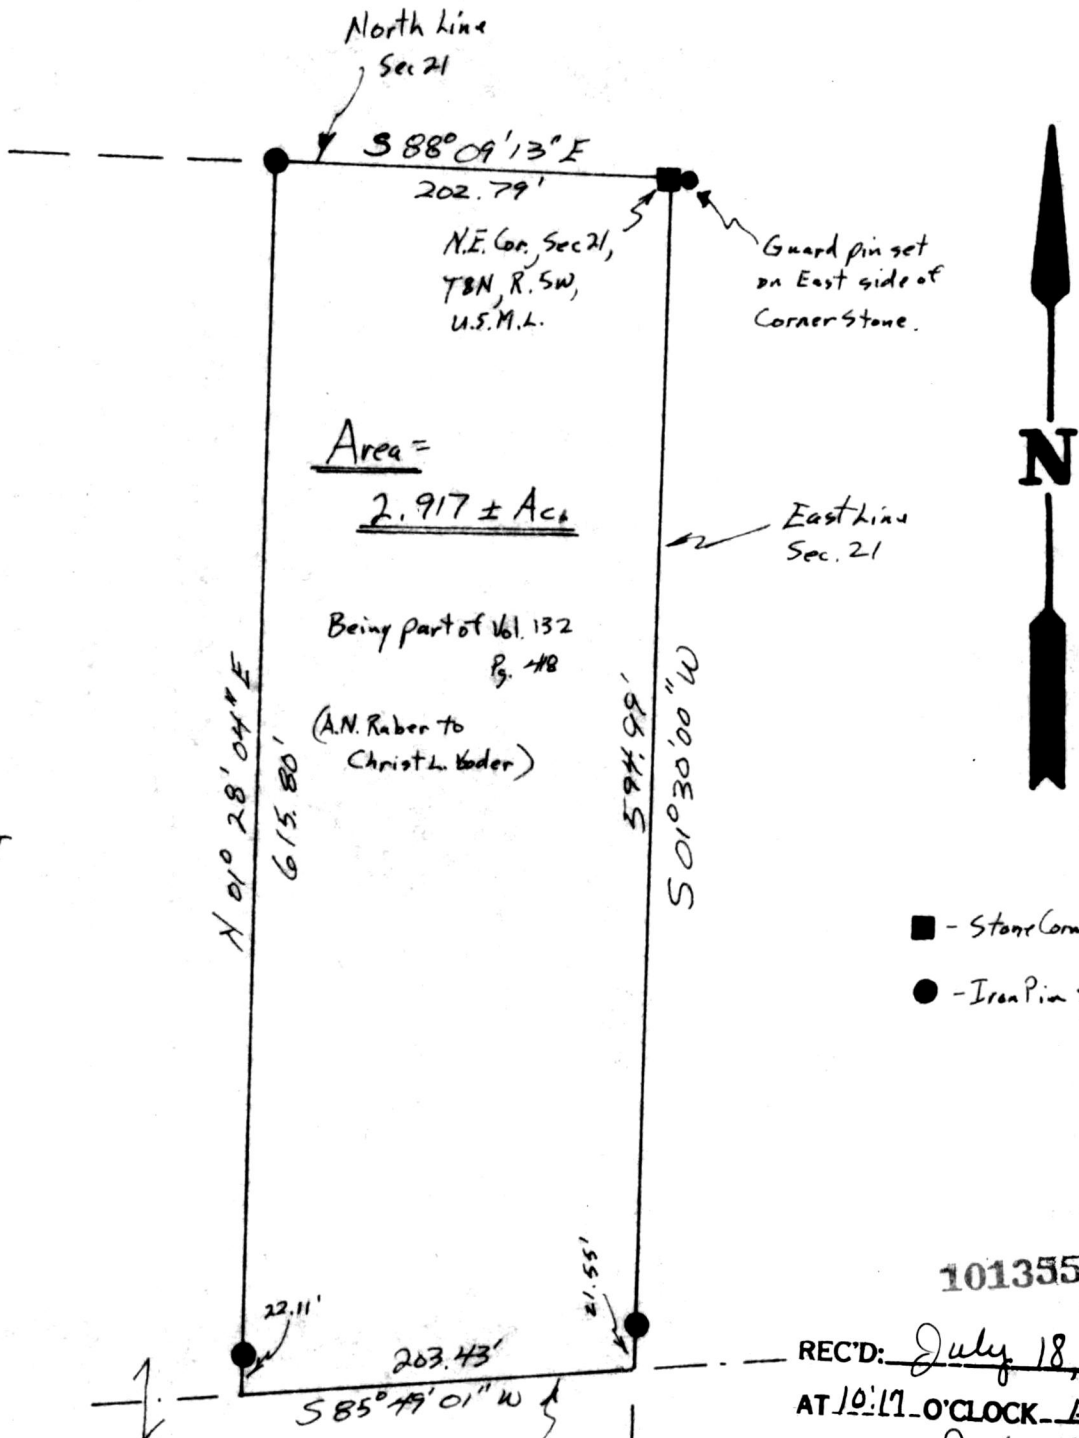 North Line
Sec 21
S 88° 09' 13" E
202.79'
N.E. Cor., Sec 21,
T8N, R. 5W,
U.S.M.L.
Guard pin set
on East side of
Corner Stone.
N
Area =
2.917 ± Ac.
East Line
Sec. 21
Being part of Vol. 132
Pg. 418
(A.N. Raber to
Christ L. Yoder)
N 01° 28' 04" E
615.80'
594.99'
S 01° 30' 00" W
- Stone Corn
- Iron Pin
22.11'
21.55'
203.43'
S 85° 49' 01" W
101355
REC'D: July 18,
AT 10:17 O'CLOCK